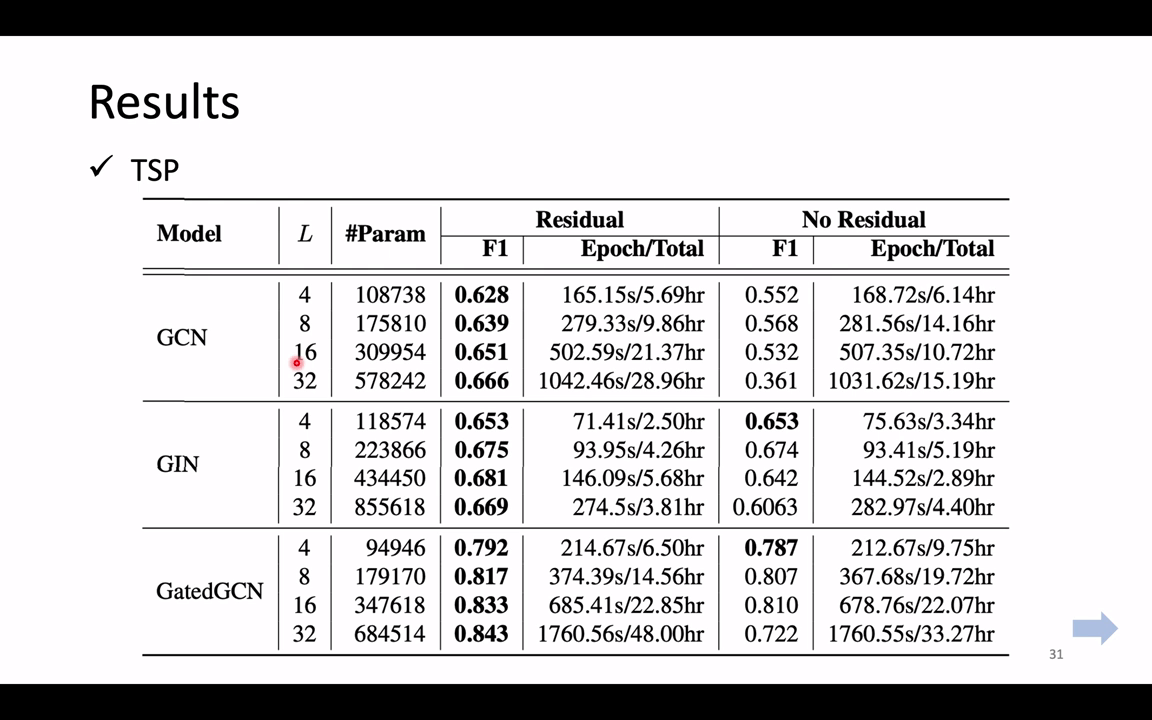 Results
✓ TSP
Model L #Param Residual No Residual
F1 Epoch/Total F1 Epoch/Total
GCN
4 108738 0.628 165.15s/5.69hr 0.552 168.72s/6.14hr
8 175810 0.639 279.33s/9.86hr 0.568 281.56s/14.16hr
16 309954 0.651 502.59s/21.37hr 0.532 507.35s/10.72hr
32 578242 0.666 1042.46s/28.96hr 0.361 1031.62s/15.19hr
GIN
4 118574 0.653 71.41s/2.50hr 0.653 75.63s/3.34hr
8 223866 0.675 93.95s/4.26hr 0.674 93.41s/5.19hr
16 434450 0.681 146.09s/5.68hr 0.642 144.52s/2.89hr
32 855618 0.669 274.5s/3.81hr 0.6063 282.97s/4.40hr
GatedGCN
4 94946 0.792 214.67s/6.50hr 0.787 212.67s/9.75hr
8 179170 0.817 374.39s/14.56hr 0.807 367.68s/19.72hr
16 347618 0.833 685.41s/22.85hr 0.810 678.76s/22.07hr
32 684514 0.843 1760.56s/48.00hr 0.722 1760.55s/33.27hr
31